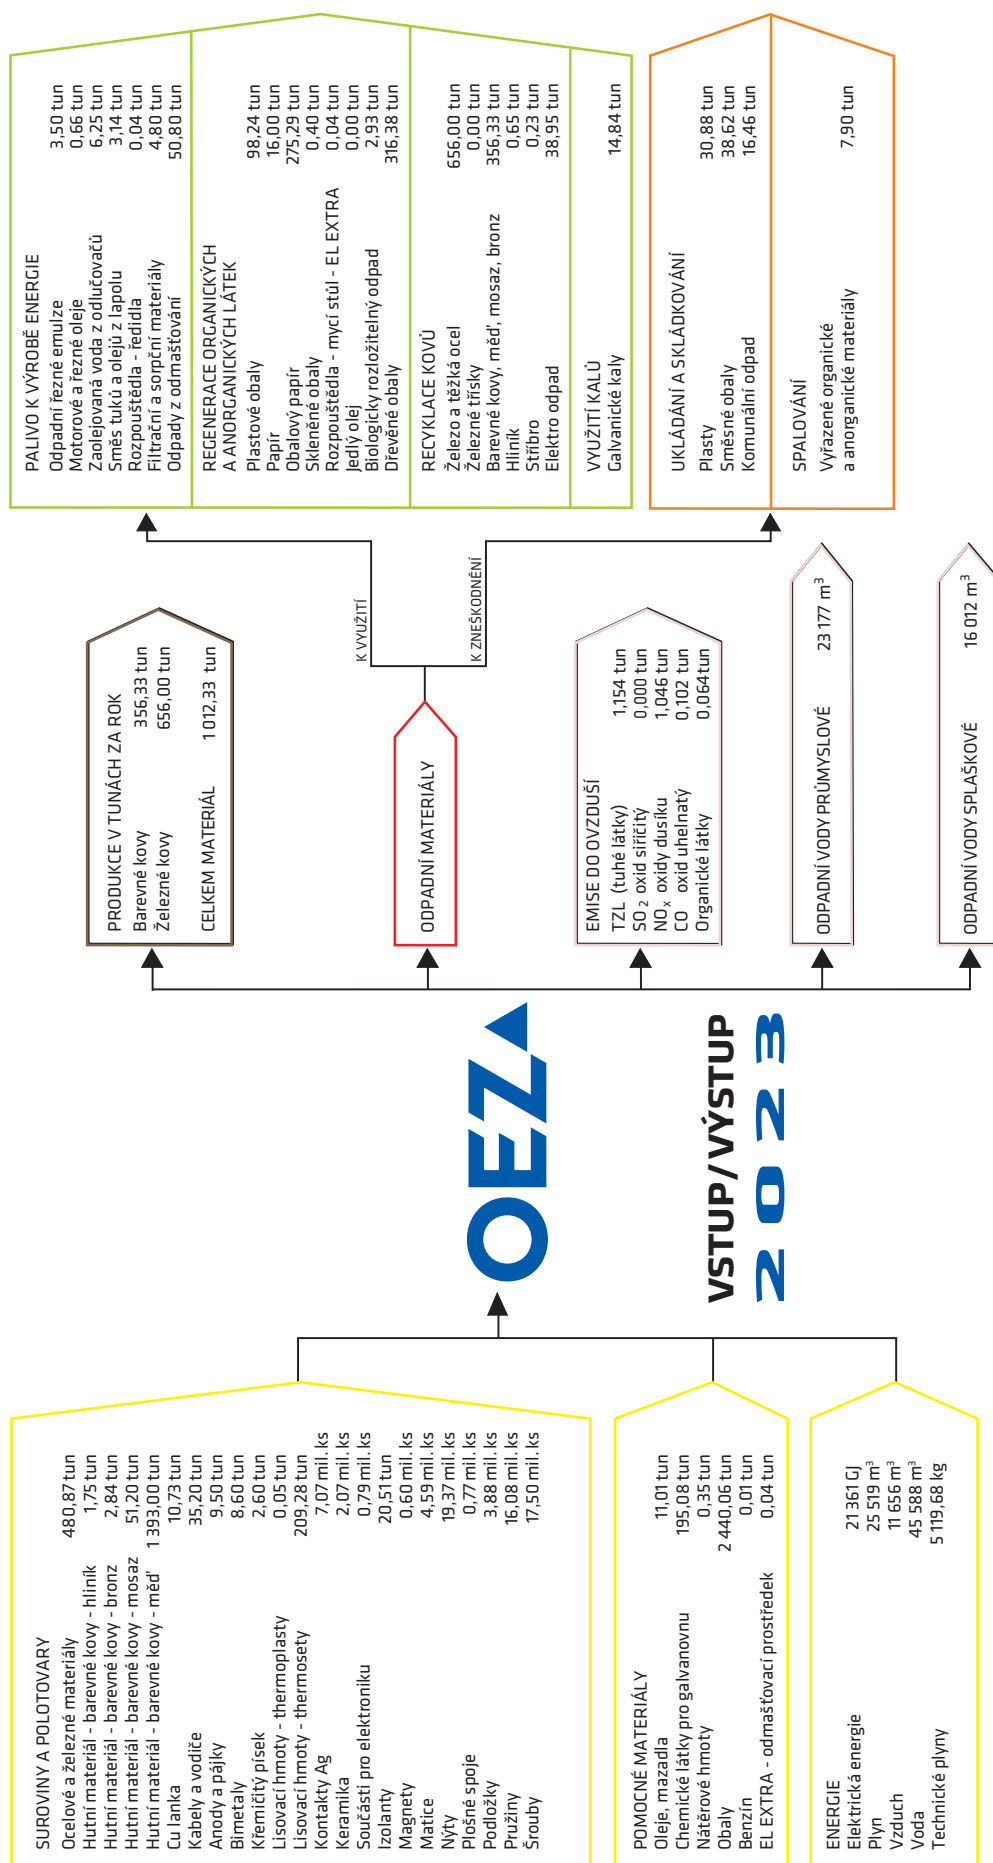 SUROVINY A POLOTOVARY
Ocelové a železné materiály 480,87 tun
Hutní materiál - barevné kovy - hliník 1,75 tun
Hutní materiál - barevné kovy - bronz 2,84 tun
Hutní materiál - barevné kovy - mosaz 51,20 tun
Hutní materiál - barevné kovy - měď 1 393,00 tun
Cu lanka 10,73 tun
Kabely a vodiče 35,20 tun
Anody a pájky 9,50 tun
Bimetaly 8,60 tun
Křemičitý písek 2,60 tun
Lisovací hmoty - thermoplasty 0,05 tun
Lisovací hmoty - thermosety 209,28 tun
Kontakty Ag 7,07 mil. ks
Keramika 2,07 mil. ks
Součásti pro elektroniku 0,79 mil. ks
Izolanty 20,51 tun
Magnety 0,60 mil. ks
Matice 4,59 mil. ks
Nýty 19,37 mil. ks
Plošné spoje 0,77 mil. ks
Podložky 3,88 mil. ks
Pružiny 16,08 mil. ks
Šrouby 17,50 mil. ks
POMOCNÉ MATERIÁLY
Oleje, mazadla 11,01 tun
Chemické látky pro galvanovnu 195,08 tun
Nátěrové hmoty 0,35 tun
Obaly 2 440,06 tun
Benzín 0,01 tun
EL EXTRA - odmašťovací prostředek 0,04 tun
ENERGIE
Elektrická energie 21 361 GJ
Plyn 25 519 m³
Vzduch 11 656 m³
Voda 45 588 m³
Technické plyny 5 119,68 kg
OEZ
VSTUP/VÝSTUP
2023
PRODUKCE V TUNÁCH ZA ROK
Barevné kovy 356,33 tun
Železné kovy 656,00 tun
CELKEM MATERIÁL 1 012,33 tun
ODPADNÍ MATERIÁLY
K VYUŽITÍ
K ZNEŠKODNĚNÍ
EMISE DO OVZDUŠÍ
TZL (tuhé látky) 1,154 tun
SO₂ oxid siřičitý 0,000 tun
NOₓ oxidy dusíku 1,046 tun
CO oxid uhelnatý 0,102 tun
Organické látky 0,064tun
ODPADNÍ VODY PRŮMYSLOVÉ 23 177 m³
ODPADNÍ VODY SPLAŠKOVÉ 16 012 m³
PALIVO K VÝROBĚ ENERGIE
Odpadní řezné emulze 3,50 tun
Motorové a řezné oleje 0,66 tun
Zaolejovaná voda z odlučovačů 6,25 tun
Směs tuků a olejů z lapolu 3,14 tun
Rozpouštědla - ředidla 0,04 tun
Filtrační a sorpční materiály 4,80 tun
Odpady z odmašťování 50,80 tun
REGENERACE ORGANICKÝCH
A ANORGANICKÝCH LÁTEK
Plastové obaly 98,24 tun
Papír 16,00 tun
Obalový papír 275,29 tun
Skleněné obaly 0,40 tun
Rozpouštědla - mycí stůl - EL EXTRA 0,04 tun
Jedlý olej 0,00 tun
Biologicky rozložitelný odpad 2,93 tun
Dřevěné obaly 316,38 tun
RECYKLACE KOVŮ
Železo a těžká ocel 656,00 tun
Železné třísky 0,00 tun
Barevné kovy, měď, mosaz, bronz 356,33 tun
Hliník 0,65 tun
Stříbro 0,23 tun
Elektro odpad 38,95 tun
VYUŽITÍ KALŮ
Galvanické kaly 14,84 tun
UKLÁDÁNÍ A SKLÁDKOVÁNÍ
Plasty 30,88 tun
Směsné obaly 38,62 tun
Komunální odpad 16,46 tun
SPALOVÁNÍ
Vyřazené organické
a anorganické materiály 7,90 tun